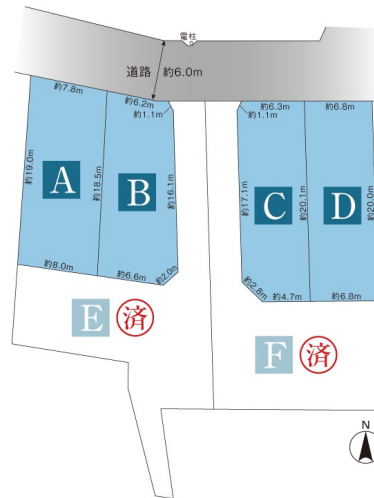 電柱
道路 約6.0m
約7.8m
約6.2m
約1.1m
約6.3m
約1.1m
約6.8m
約19.0m
A
約18.5m
B
約16.1m
約17.1m
C
約20.1m
D
約20.0m
約8.0m
約6.6m
約2.0m
約2.8m
約4.7m
約6.8m
E 済
F 済
N